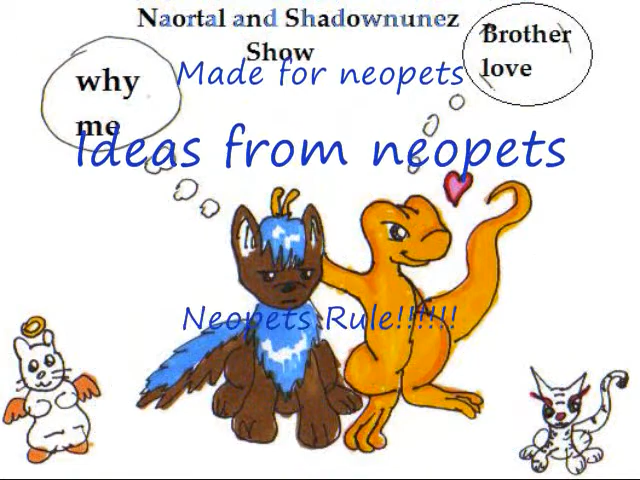 Naortal and Shadownunez
Show
Brother
love
Made for neopets
why
me
Ideas from neopets
Neopets Rule!!!!!!